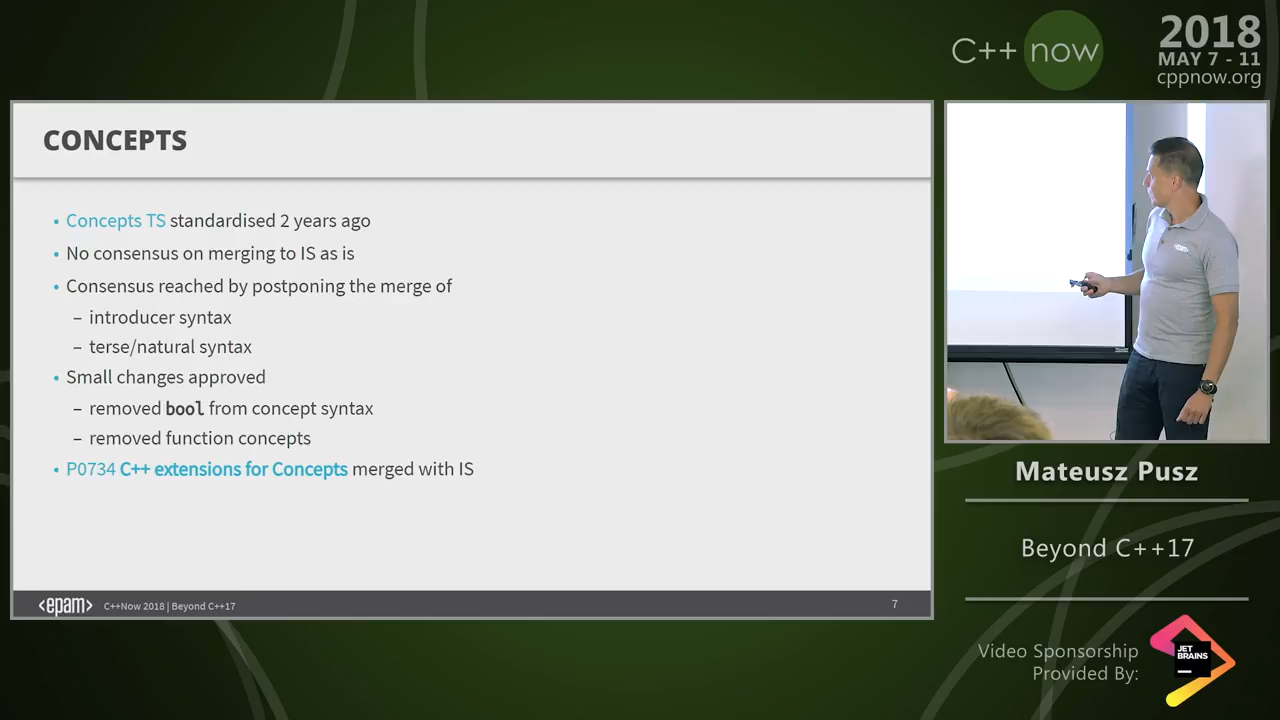 C++ now
2018
MAY 7 - 11
cppnow.org
CONCEPTS
• Concepts TS standardised 2 years ago
• No consensus on merging to IS as is
• Consensus reached by postponing the merge of
– introducer syntax
– terse/natural syntax
• Small changes approved
– removed bool from concept syntax
– removed function concepts
• P0734 C++ extensions for Concepts merged with IS
<epam> C++Now 2018 | Beyond C++17
7
Mateusz Pusz
Beyond C++17
Video Sponsorship
Provided By:
JET
BRAINS